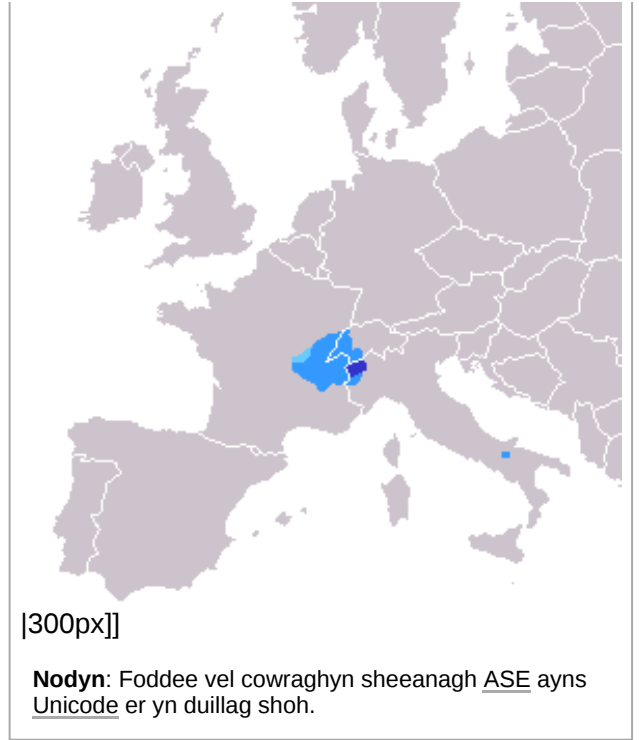 |300px]]
Nodyn: Foddee vel cowraghyn sheeanagh ASE ayns
Unicode er yn duillag shoh.